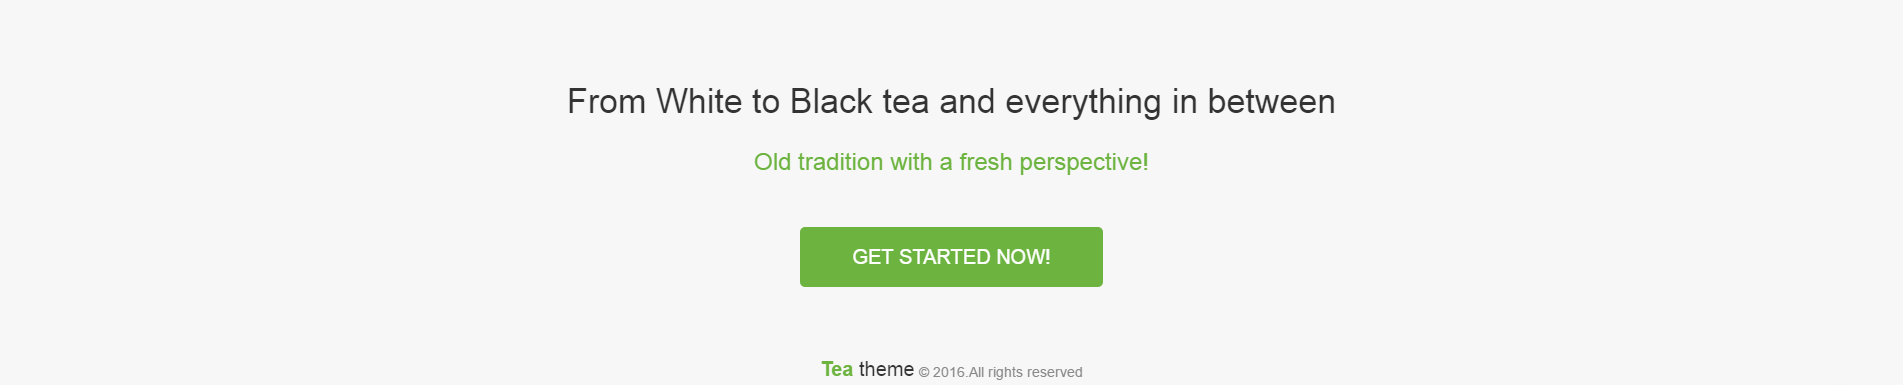 From White to Black tea and everything in between
Old tradition with a fresh perspective!
GET STARTED NOW!
Tea theme © 2016.All rights reserved